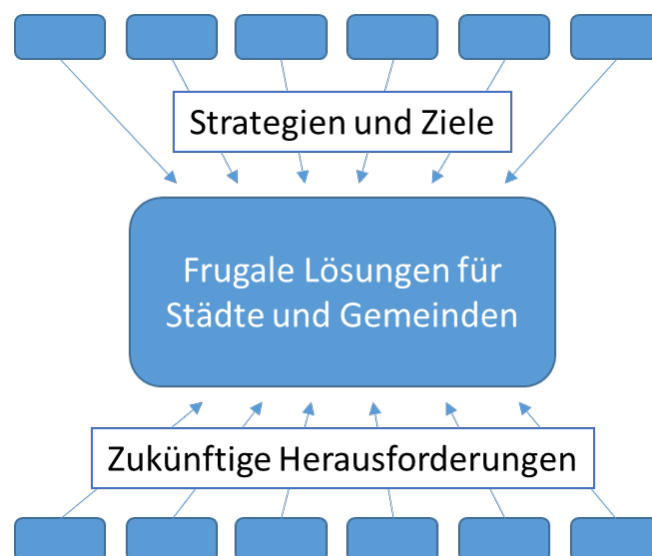 Strategien und Ziele
Frugale Lösungen für
Städte und Gemeinden
Zukünftige Herausforderungen